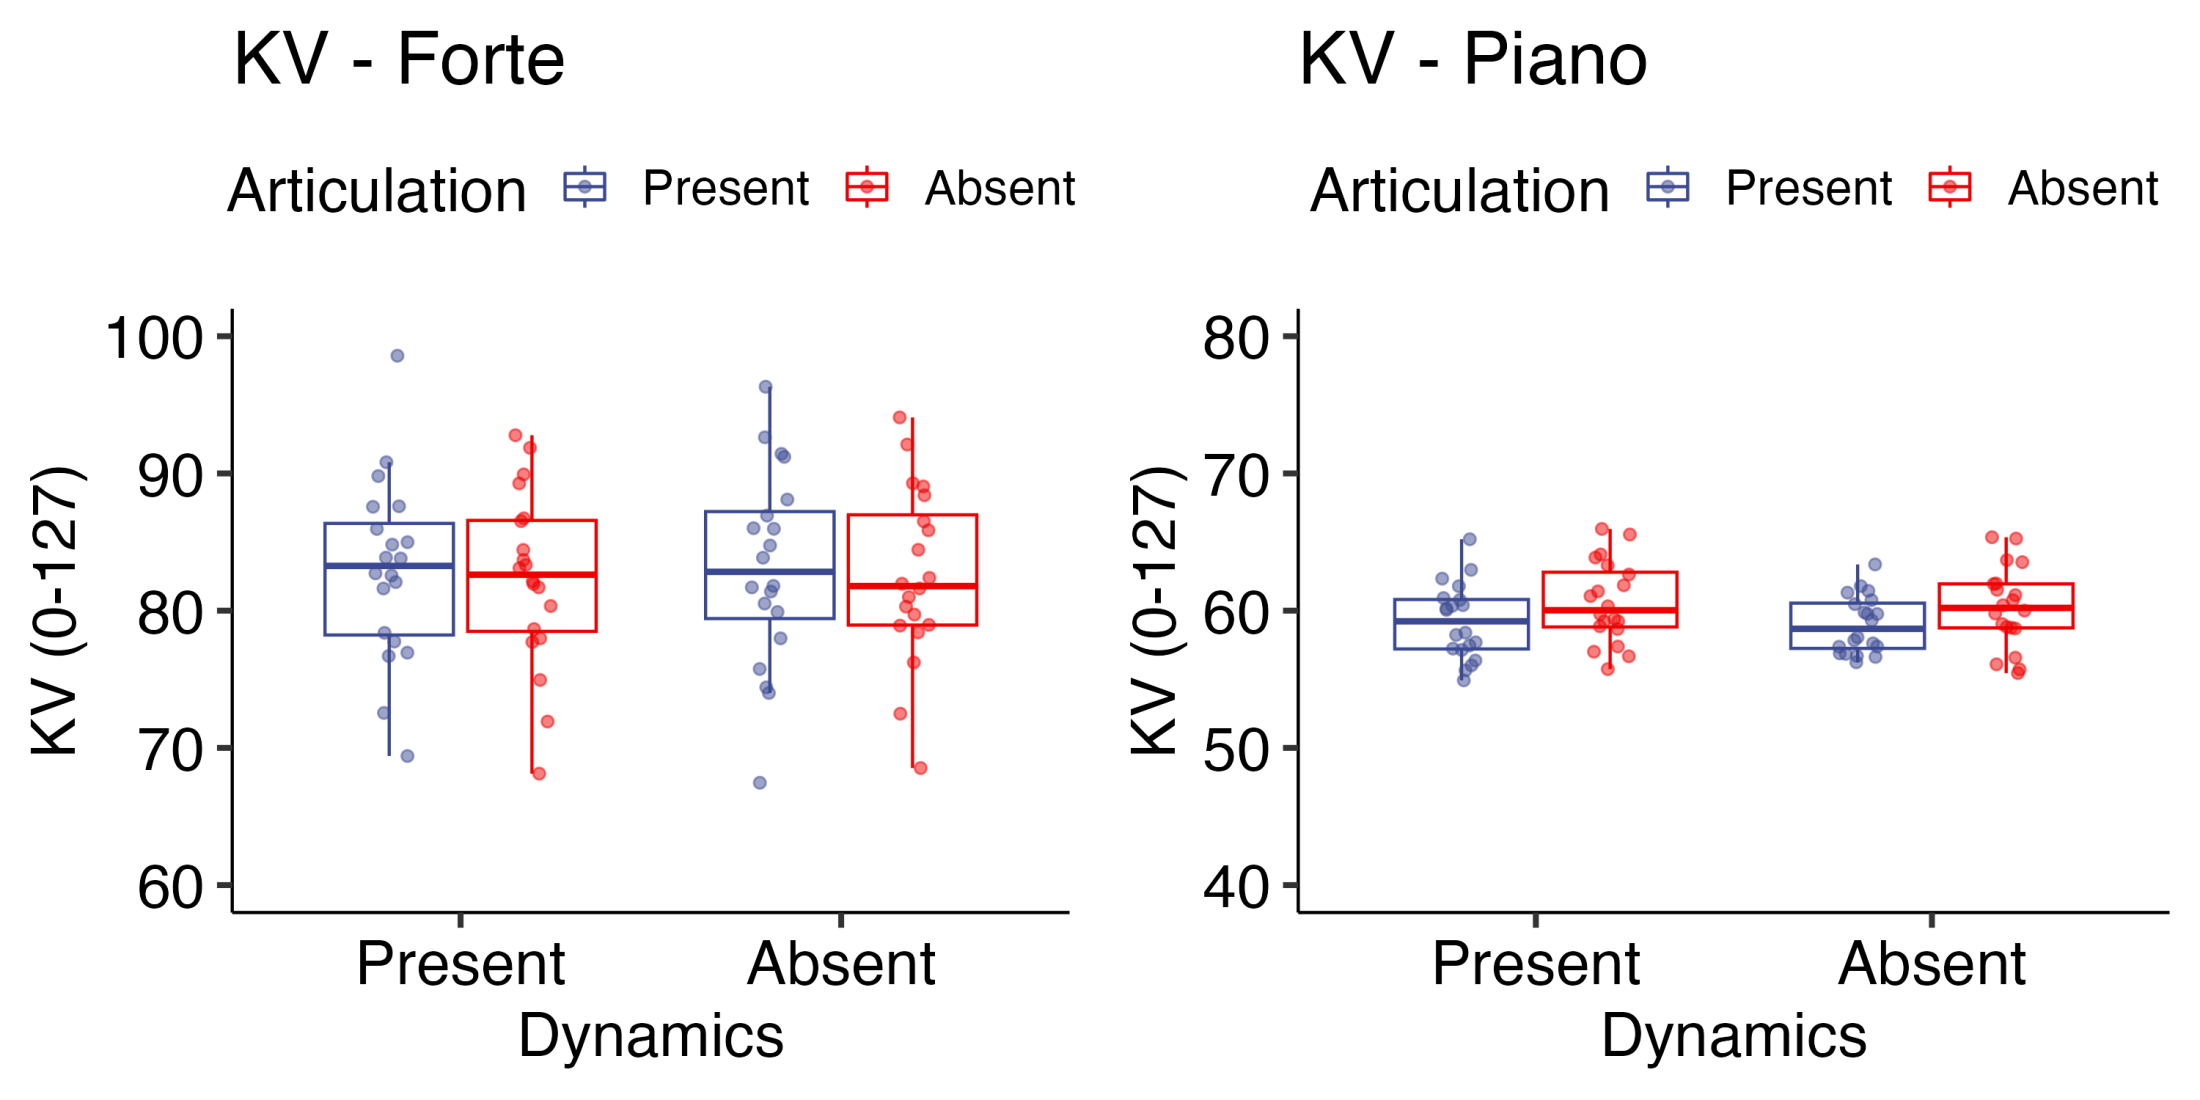 KV - Forte
Articulation Present Absent
KV (0-127)
100
90
80
70
60
Present Absent
Dynamics
KV - Piano
Articulation Present Absent
KV (0-127)
80
70
60
50
40
Present Absent
Dynamics